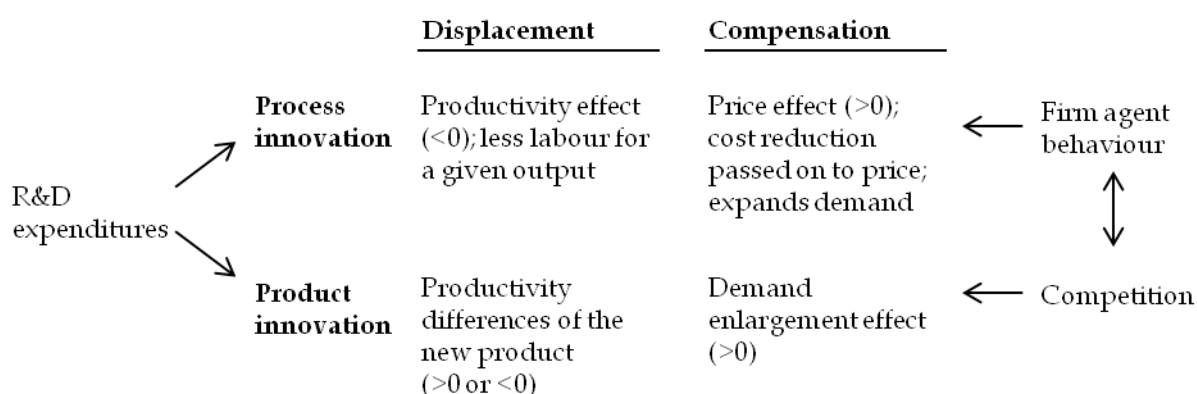 Displacement
Compensation
R&D
expenditures
Process
innovation
Productivity effect
(<0); less labour for
a given output
Price effect (>0);
cost reduction
passed on to price;
expands demand
Firm agent
behaviour
Product
innovation
Productivity
differences of the
new product
(>0 or <0)
Demand
enlargement effect
(>0)
Competition